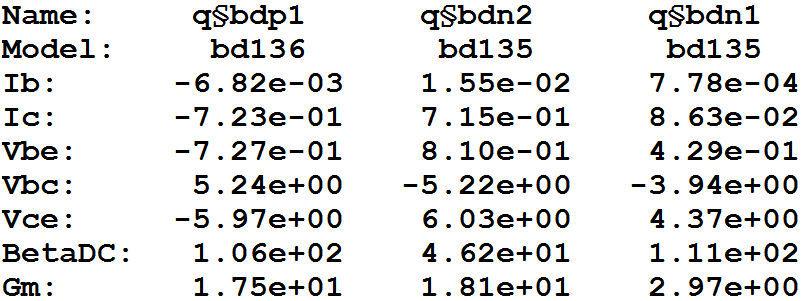 Name: q§bdp1 q§bdn2 q§bdn1
Model: bd136 bd135 bd135
Ib: -6.82e-03 1.55e-02 7.78e-04
Ic: -7.23e-01 7.15e-01 8.63e-02
Vbe: -7.27e-01 8.10e-01 4.29e-01
Vbc: 5.24e+00 -5.22e+00 -3.94e+00
Vce: -5.97e+00 6.03e+00 4.37e+00
BetaDC: 1.06e+02 4.62e+01 1.11e+02
Gm: 1.75e+01 1.81e+01 2.97e+00